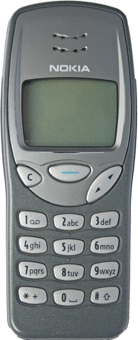 NOKIA
C
1 ఎ 2abc 3def
4ghi 5jkl 6mno
7pqrs 8tuv 9wxyz
* + 0 # ⇧